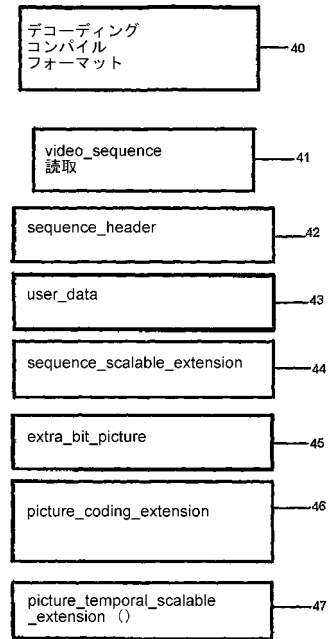 デコーディング
コンパイル
フォーマット
40
video_sequence
読取
41
sequence_header
42
user_data
43
sequence_scalable_extension
44
extra_bit_picture
45
picture_coding_extension
46
picture_temporal_scalable
_extension （）
47